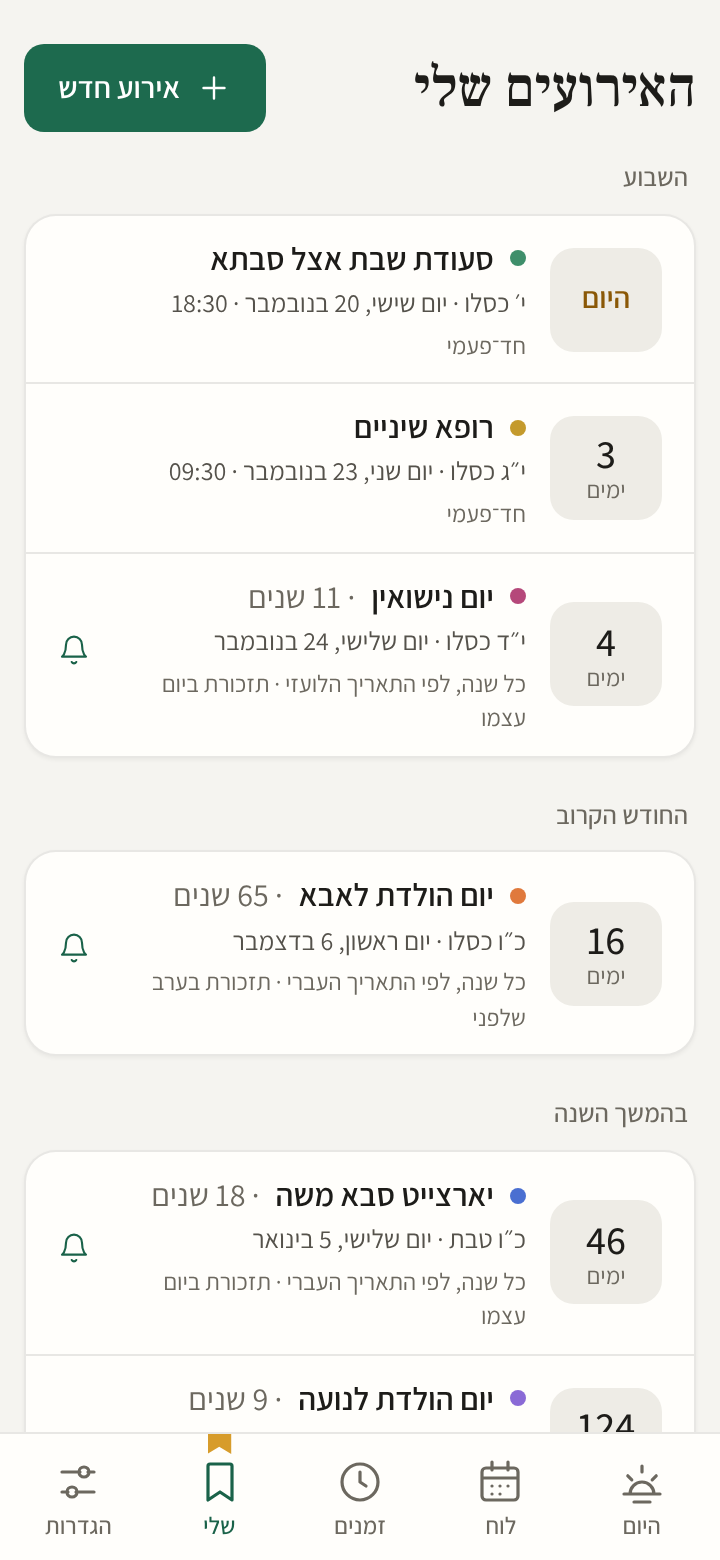 האירועים שלי
אירוע חדש
השבוע
היום
סעודת שבת אצל סבתא
י׳ כסלו · יום שישי, 20 בנובמבר · 18:30
חד־פעמי
3
ימים
רופא שיניים
י״ג כסלו · יום שני, 23 בנובמבר · 09:30
חד־פעמי
4
ימים
יום נישואין · 11 שנים
י״ד כסלו · יום שלישי, 24 בנובמבר
כל שנה, לפי התאריך הלועזי · תזכורת ביום
עצמו
החודש הקרוב
16
ימים
יום הולדת לאבא · 65 שנים
כ״ו כסלו · יום ראשון, 6 בדצמבר
כל שנה, לפי התאריך העברי · תזכורת בערב
שלפני
בהמשך השנה
46
ימים
יארצייט סבא משה · 18 שנים
כ״ו טבת · יום שלישי, 5 בינואר
כל שנה, לפי התאריך העברי · תזכורת ביום
עצמו
124
יום הולדת לנועה · 9 שנים
היום
לוח
זמנים
שלי
הגדרות